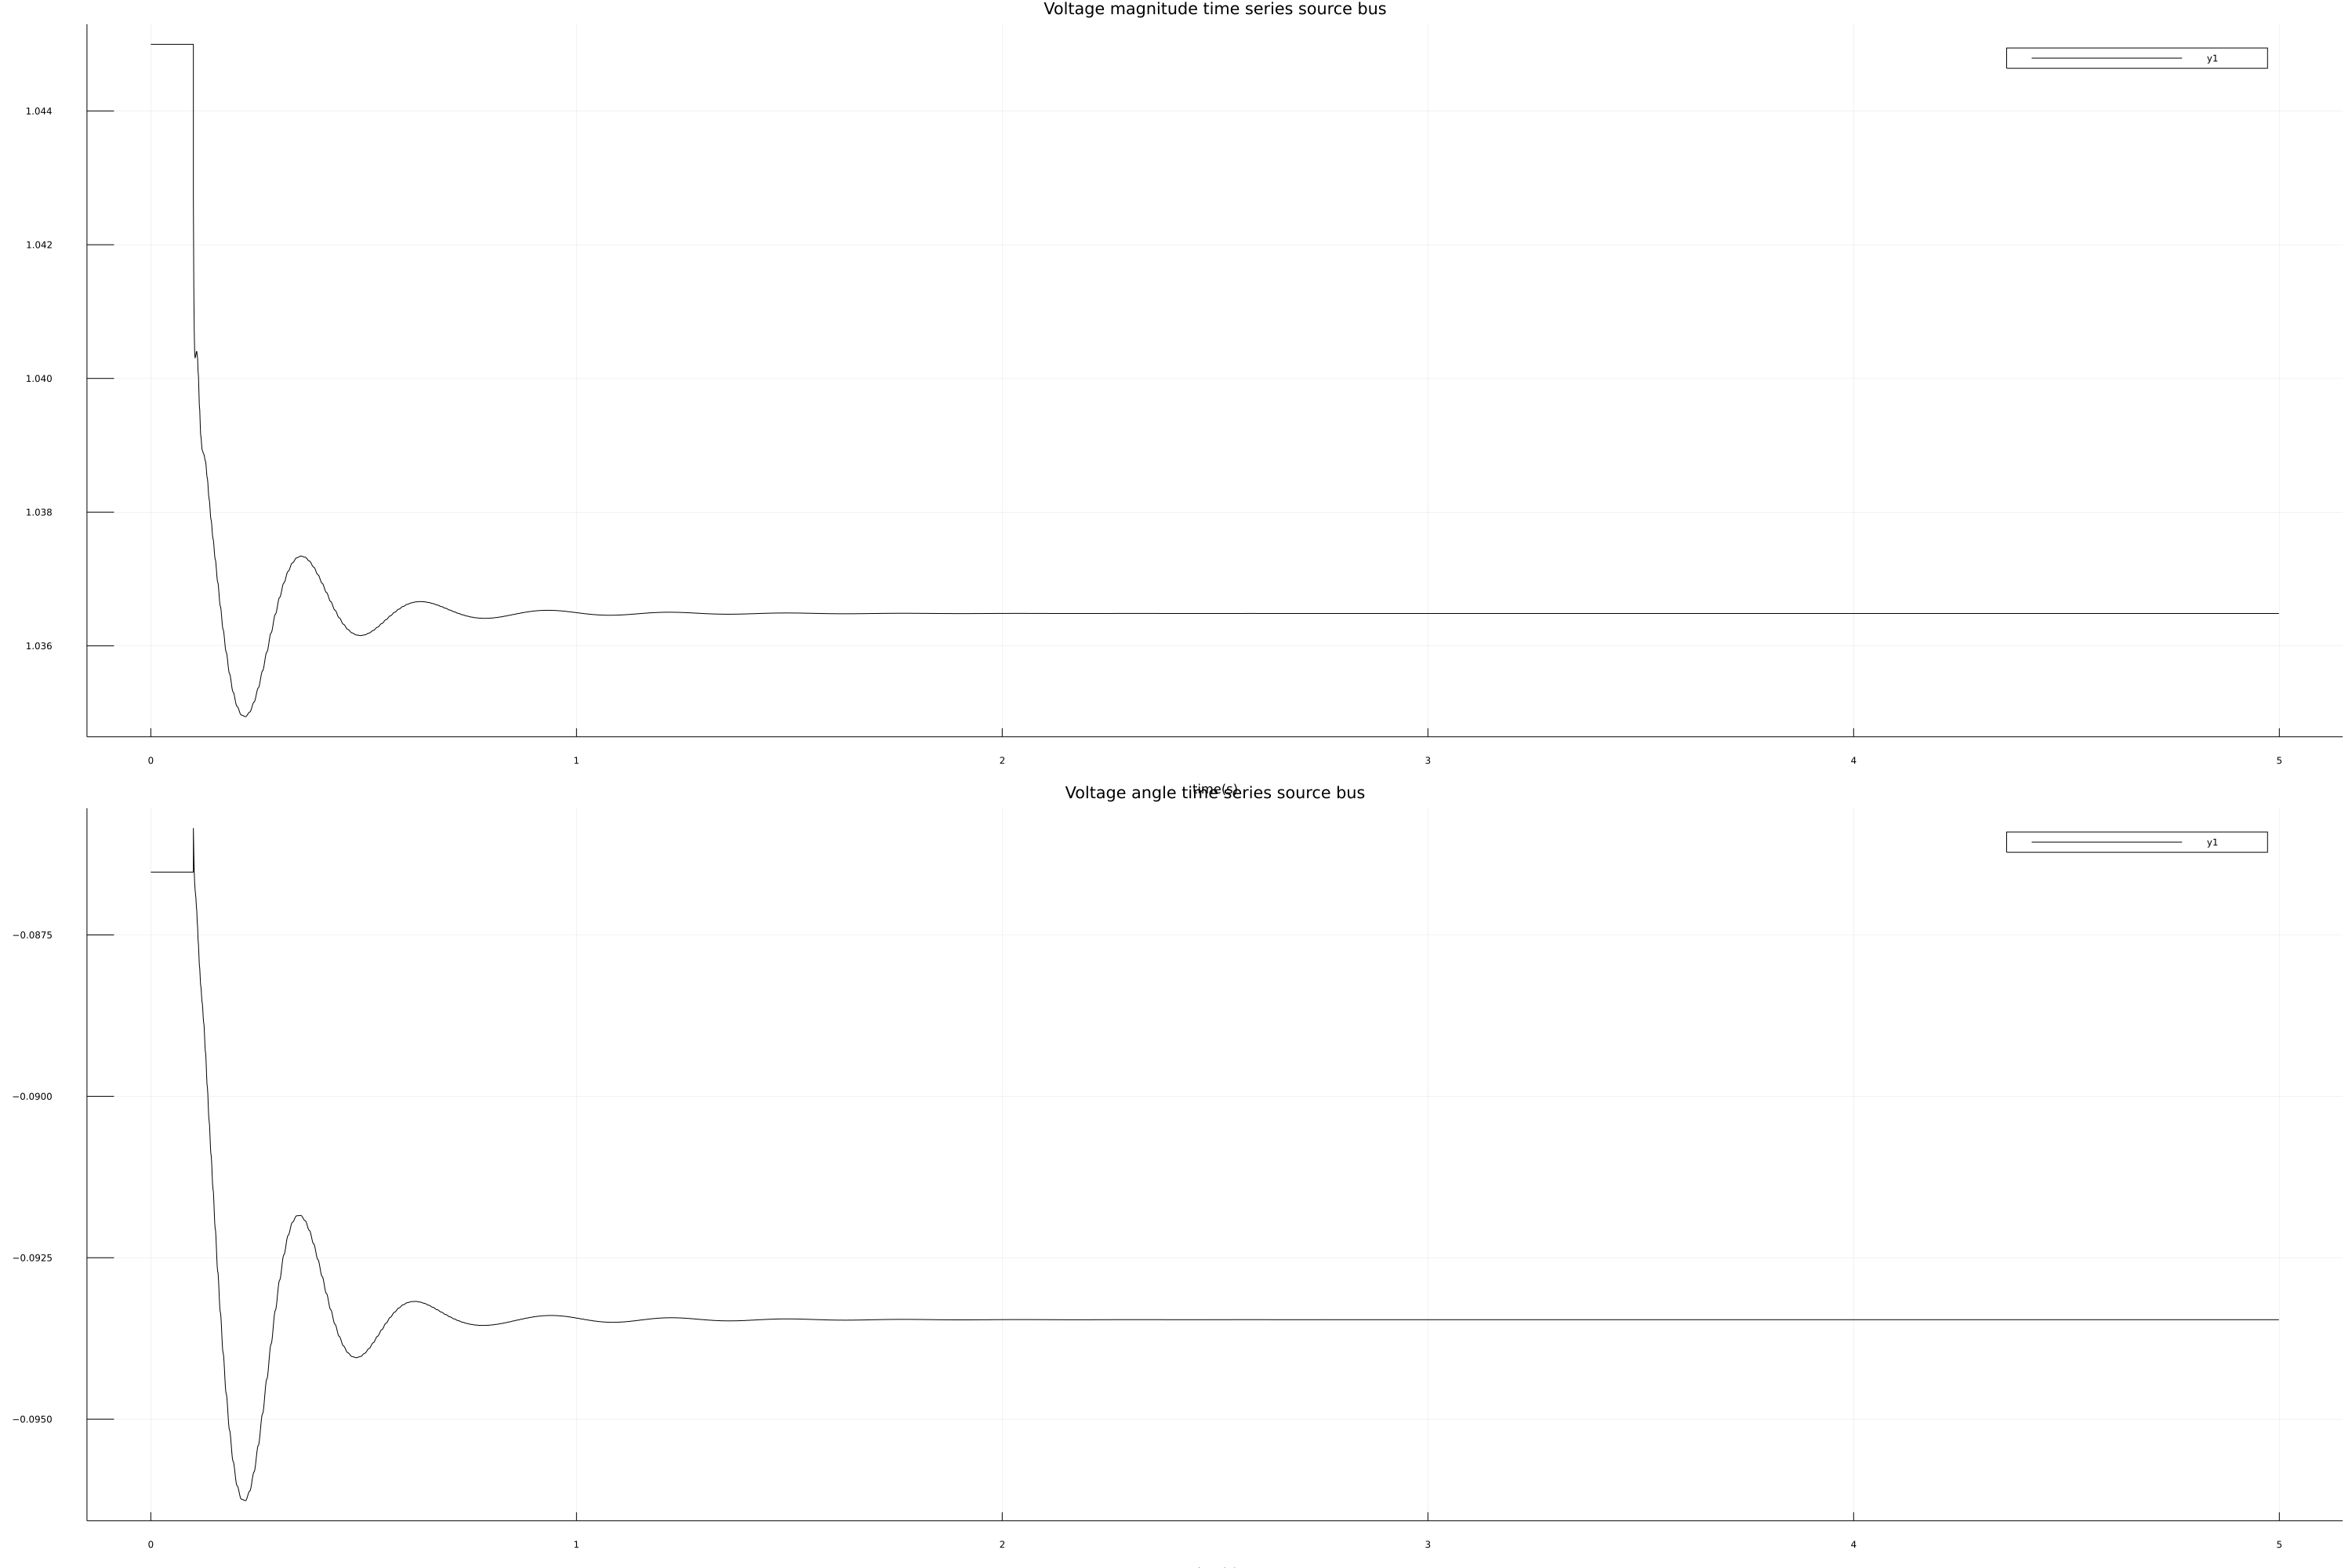 Voltage magnitude time series source bus
y1
1.044
1.042
1.040
1.038
1.036
0 1 2 3 4 5
time(s)
Voltage angle time series source bus
y1
−0.0875
−0.0900
−0.0925
−0.0950
0 1 2 3 4 5